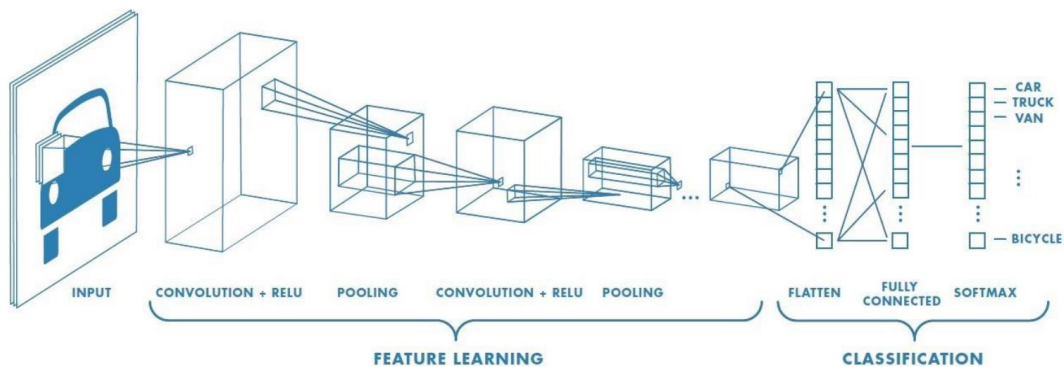 CAR
TRUCK
VAN
BICYCLE
INPUT
CONVOLUTION + RELU
POOLING
CONVOLUTION + RELU
POOLING
FLATTEN
FULLY
CONNECTED
SOFTMAX
FEATURE LEARNING
CLASSIFICATION